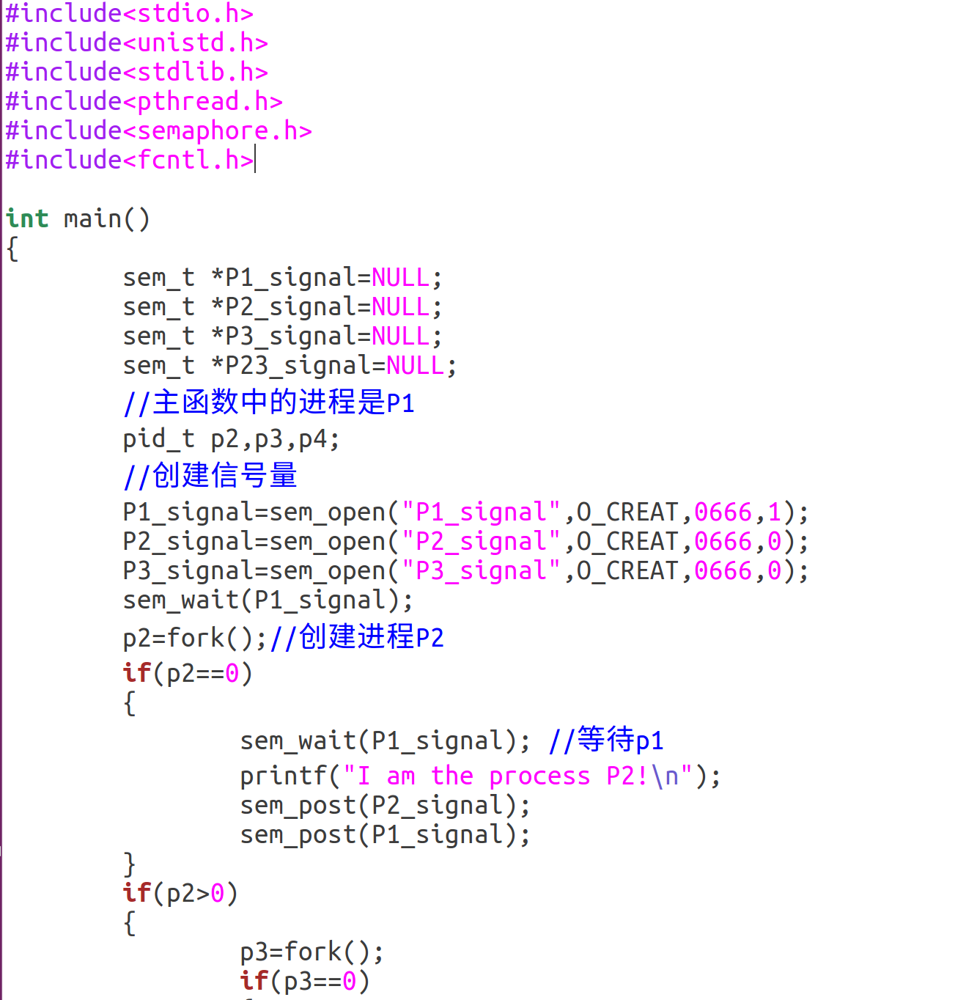 #include<stdio.h>
#include<unistd.h>
#include<stdlib.h>
#include<pthread.h>
#include<semaphore.h>
#include<fcntl.h>
int main()
{
sem_t *P1_signal=NULL;
sem_t *P2_signal=NULL;
sem_t *P3_signal=NULL;
sem_t *P23_signal=NULL;
//主函数中的进程是P1
pid_t p2,p3,p4;
//创建信号量
P1_signal=sem_open("P1_signal",O_CREAT,0666,1);
P2_signal=sem_open("P2_signal",O_CREAT,0666,0);
P3_signal=sem_open("P3_signal",O_CREAT,0666,0);
sem_wait(P1_signal);
p2=fork();//创建进程P2
if(p2==0)
{
sem_wait(P1_signal); //等待p1
printf("I am the process P2!\n");
sem_post(P2_signal);
sem_post(P1_signal);
}
if(p2>0)
{
p3=fork();
if(p3==0)